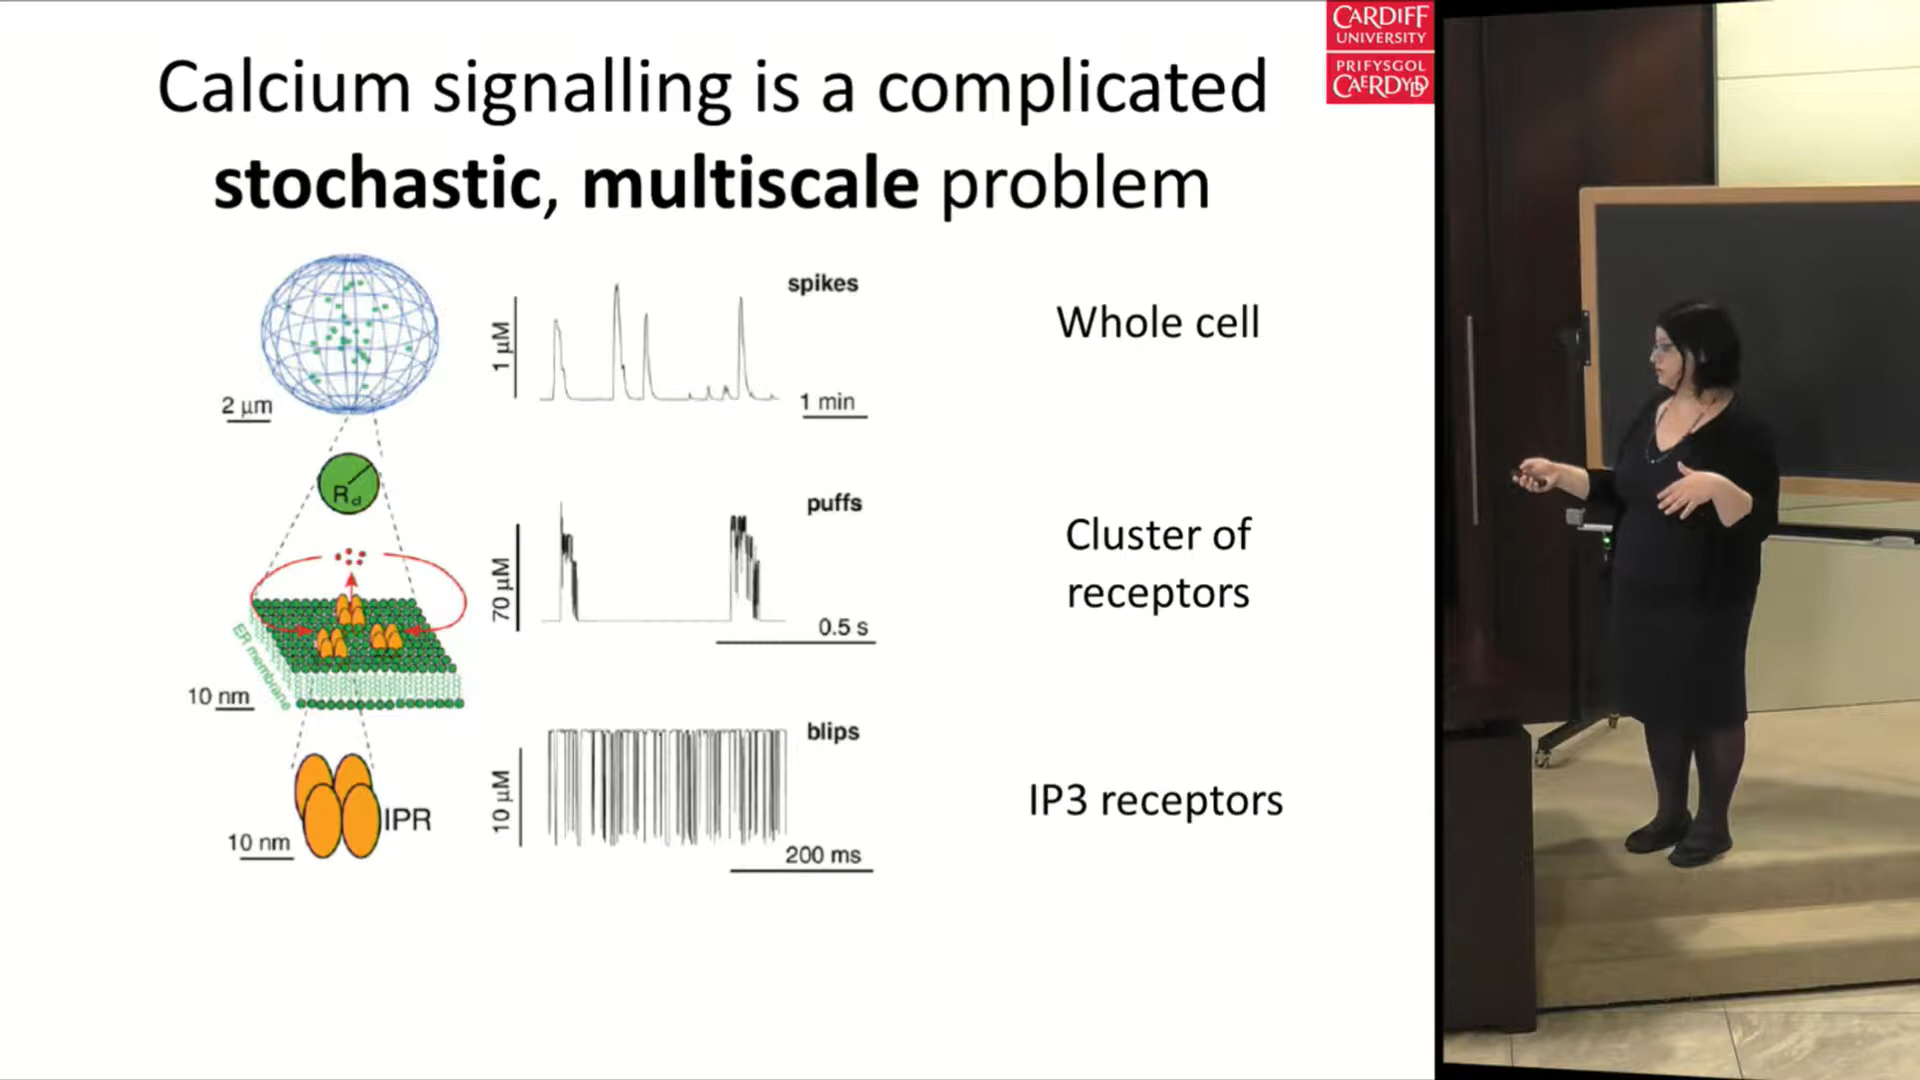 CARDIFF
UNIVERSITY
PRIFYSGOL
CAERDYDD
Calcium signalling is a complicated
stochastic, multiscale problem
spikes
1 µM
1 min
2 µm
Whole cell
Rcl
puffs
70 µM
0.5 s
ER membrane
10 nm
Cluster of
receptors
blips
10 µM
200 ms
IPR
10 nm
IP3 receptors